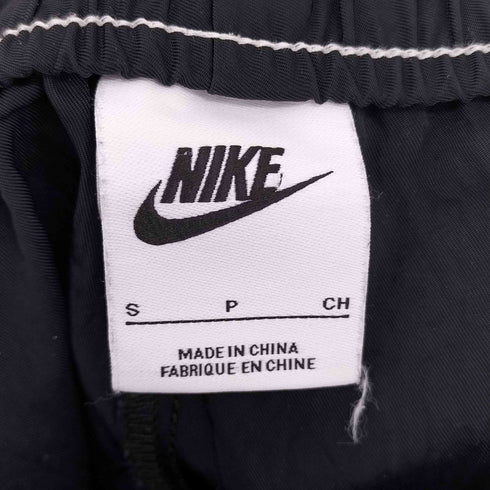 NIKE
S P CH
MADE IN CHINA
FABRIQUE EN CHINE